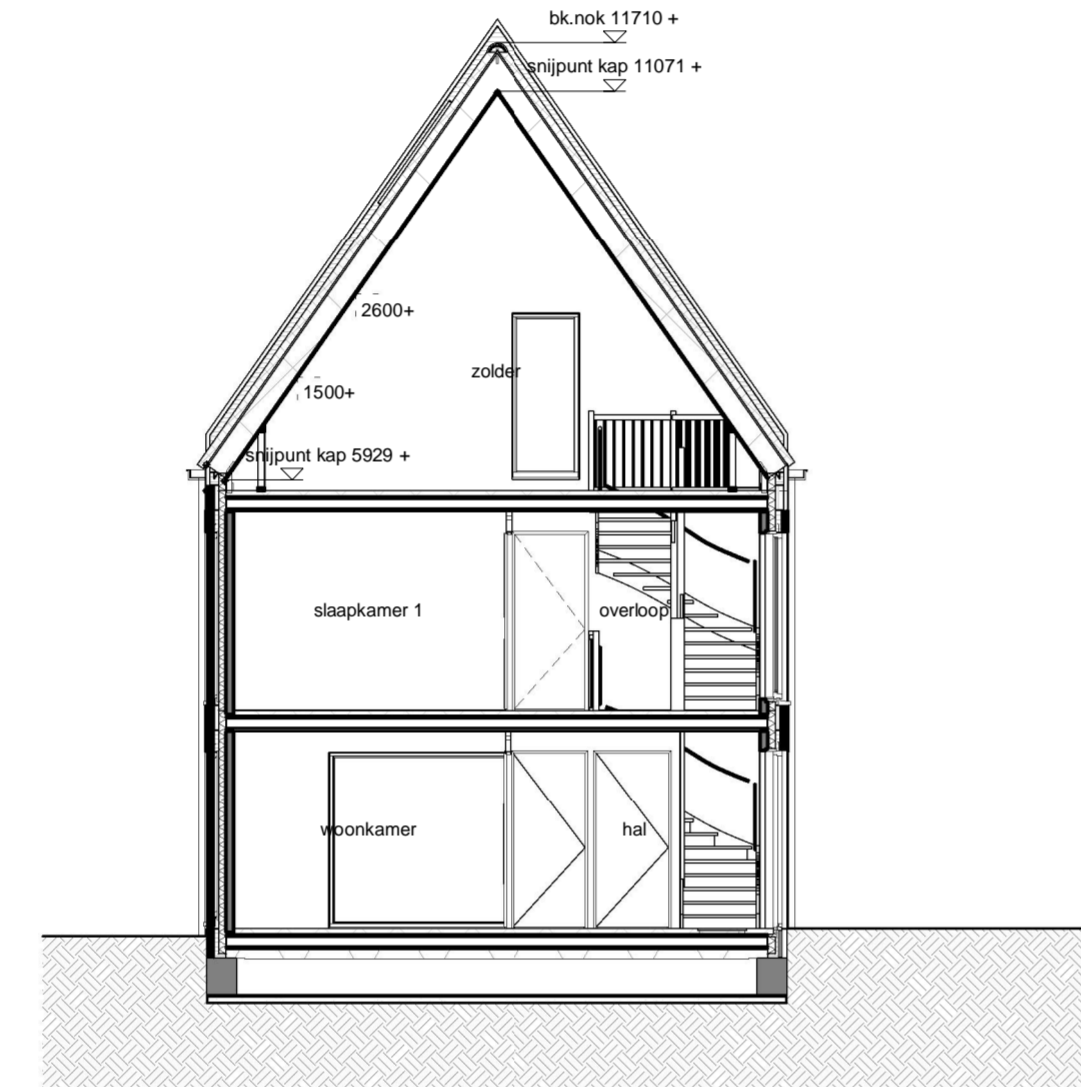 bk.nok 11710 +
snijpunt kap 11071 +
2600+
zolder
1500+
snijpunt kap 5929 +
slaapkamer 1
overloop
woonkamer
hal